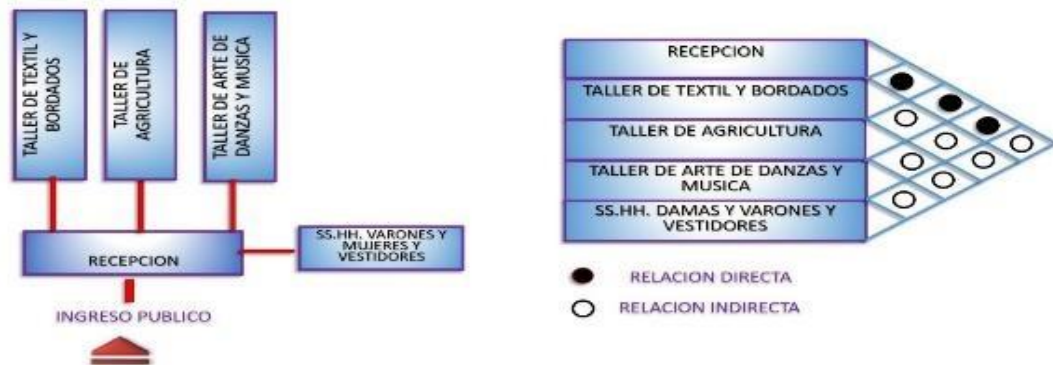 TALLER DE TEXTIL Y
BORDADOS
TALLER DE
AGRICULTURA
TALLER DE ARTE DE
DANZAS Y MUSICA
RECEPCION
SS.HH. VARONES Y
MUJERES Y
VESTIDORES
INGRESO PUBLICO
RECEPCION
TALLER DE TEXTIL Y BORDADOS
TALLER DE AGRICULTURA
TALLER DE ARTE DE DANZAS Y
MUSICA
SS.HH. DAMAS Y VARONES Y
VESTIDORES
RELACION DIRECTA
RELACION INDIRECTA